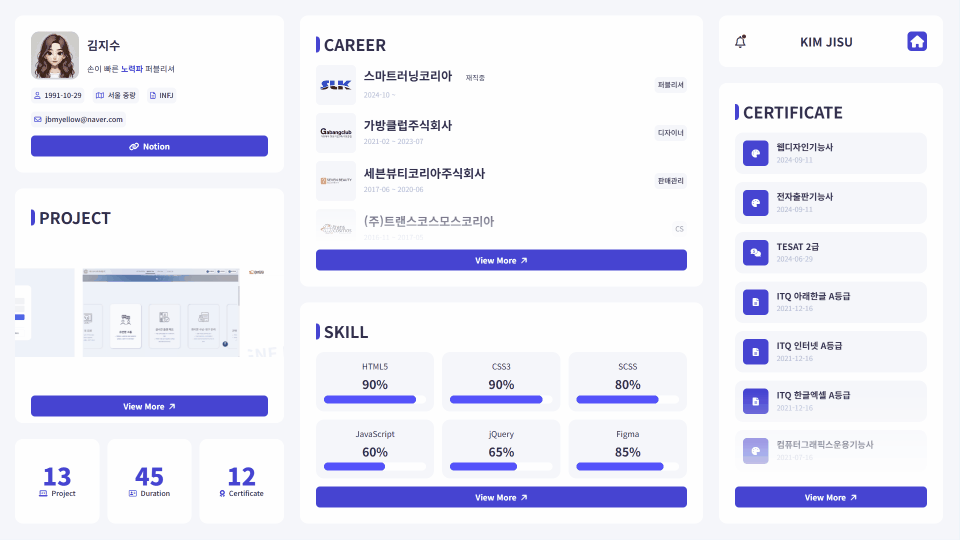 김지수
손이 빠른 노력파 퍼블리셔
1991-10-29
서울 중랑
INFJ
jbmyellow@naver.com
Notion
PROJECT
View More
13
Project
45
Duration
12
Certificate
CAREER
SLK
스마트러닝코리아 재직중
2024-10 ~
퍼블리셔
Gabangclub
가방클럽주식회사
2021-02 ~ 2023-07
디자이너
세븐뷰티코리아주식회사
2017-06 ~ 2020-06
판매관리
(주)트랜스코스모스코리아
2015-11 ~ 2017-02
CS
View More
SKILL
HTML5
90%
CSS3
90%
SCSS
80%
JavaScript
60%
jQuery
65%
Figma
85%
View More
KIM JISU
CERTIFICATE
웹디자인기능사
2024-09-11
전자출판기능사
2024-09-11
TESAT 2급
2024-06-29
ITQ 아래한글 A등급
2021-12-16
ITQ 인터넷 A등급
2021-12-16
ITQ 한글엑셀 A등급
2021-12-16
컴퓨터그래픽스운용기능사
2021-07-16
View More